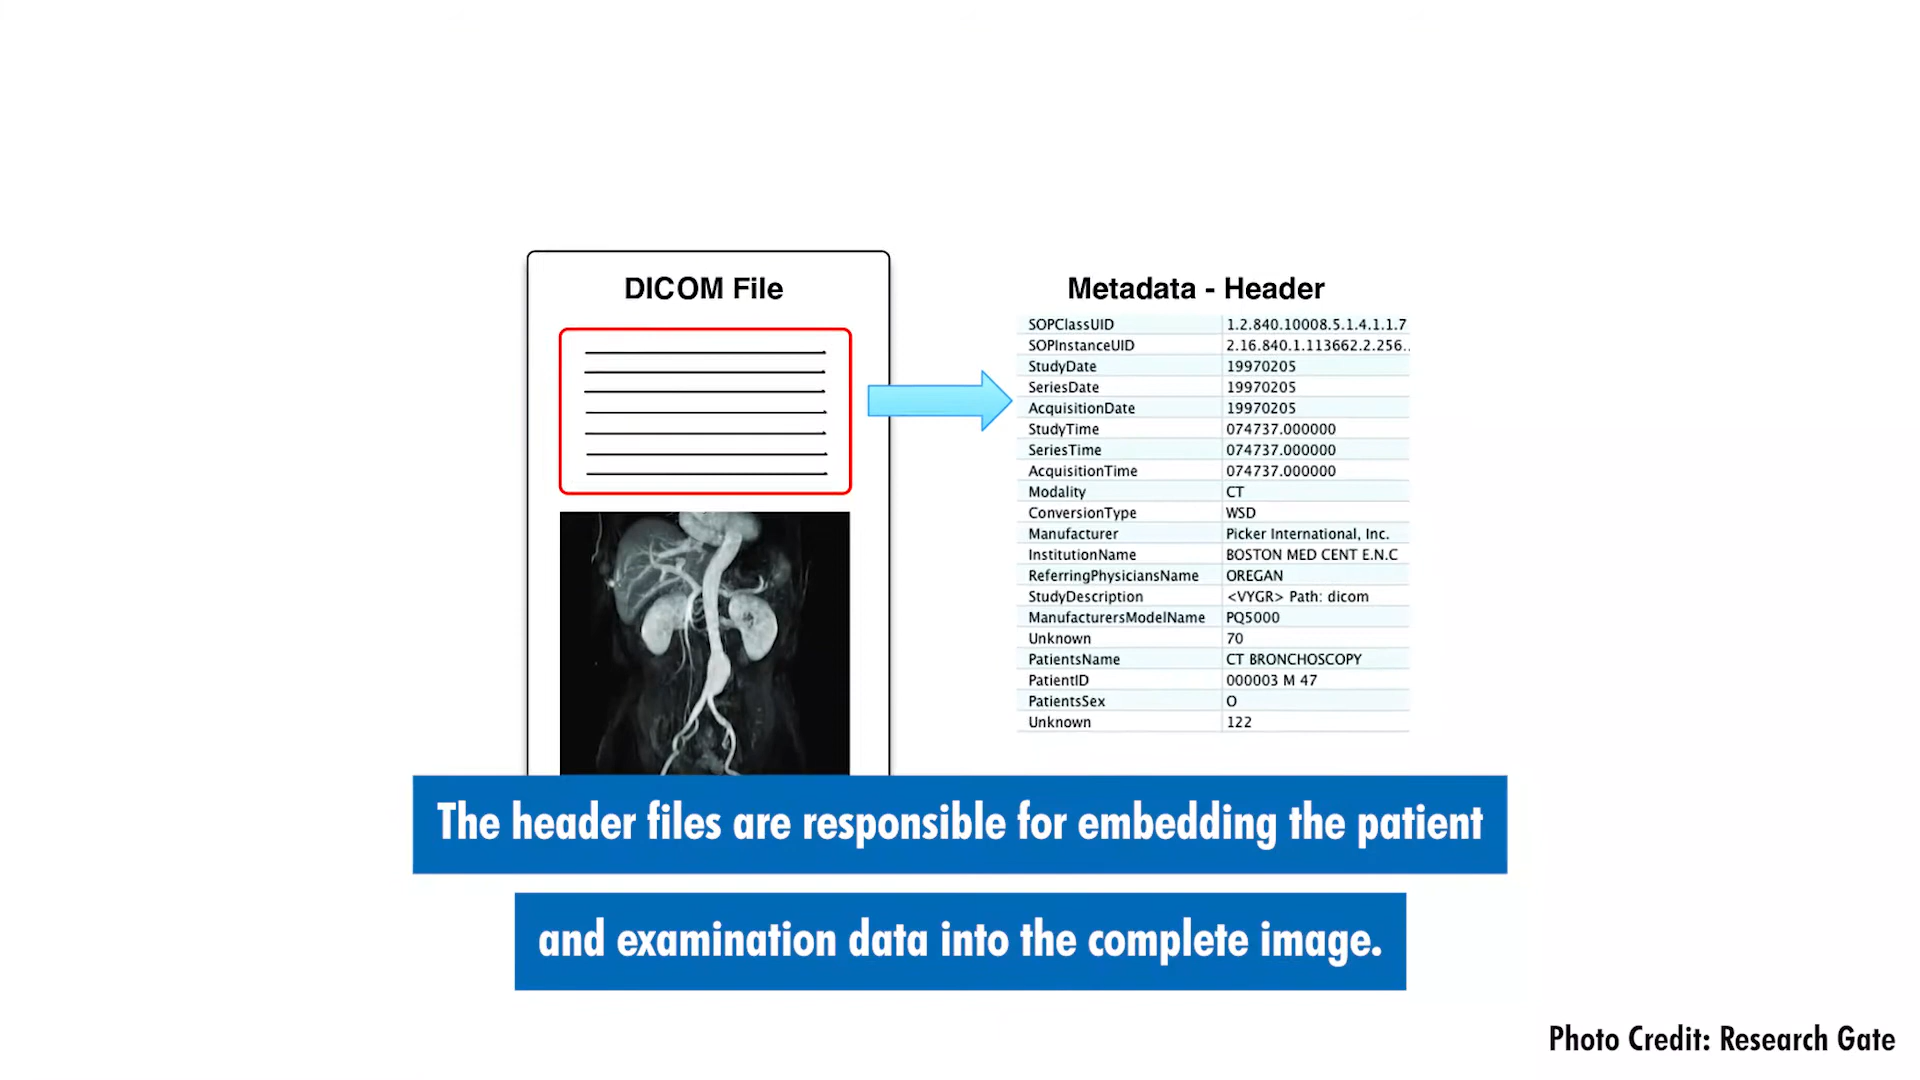 DICOM File
Metadata - Header
SOPClassUID 1.2.840.10008.5.1.4.1.1.7
SOPInstanceUID 2.16.840.1.113662.2.256..
StudyDate 19970205
SeriesDate 19970205
AcquisitionDate 19970205
StudyTime 074737.000000
SeriesTime 074737.000000
AcquisitionTime 074737.000000
Modality CT
ConversionType WSD
Manufacturer Picker International, Inc.
InstitutionName BOSTON MED CENT E.N.C
ReferringPhysiciansName OREGAN
StudyDescription <VYGR> Path: dicom
ManufacturersModelName PQ5000
Unknown 70
PatientsName CT BRONCHOSCOPY
PatientID 000003 M 47
PatientsSex O
Unknown 122
The header files are responsible for embedding the patient
and examination data into the complete image.
Photo Credit: Research Gate